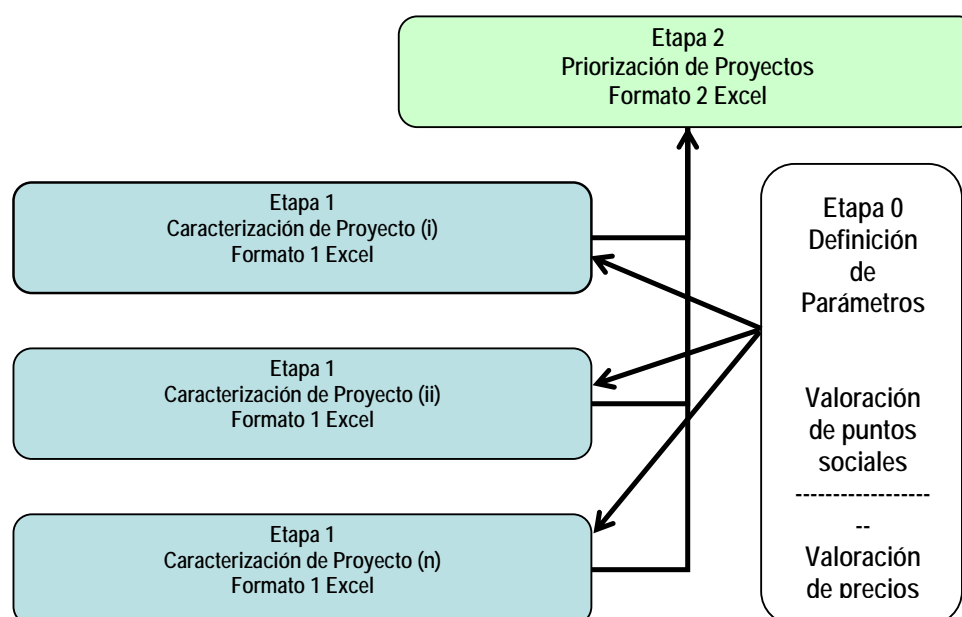 Etapa 2
Priorización de Proyectos
Formato 2 Excel
Etapa 1
Caracterización de Proyecto (i)
Formato 1 Excel
Etapa 1
Caracterización de Proyecto (ii)
Formato 1 Excel
Etapa 1
Caracterización de Proyecto (n)
Formato 1 Excel
Etapa 0
Definición
de
Parámetros
Valoración
de puntos
sociales
------------------
--
Valoración
de precios